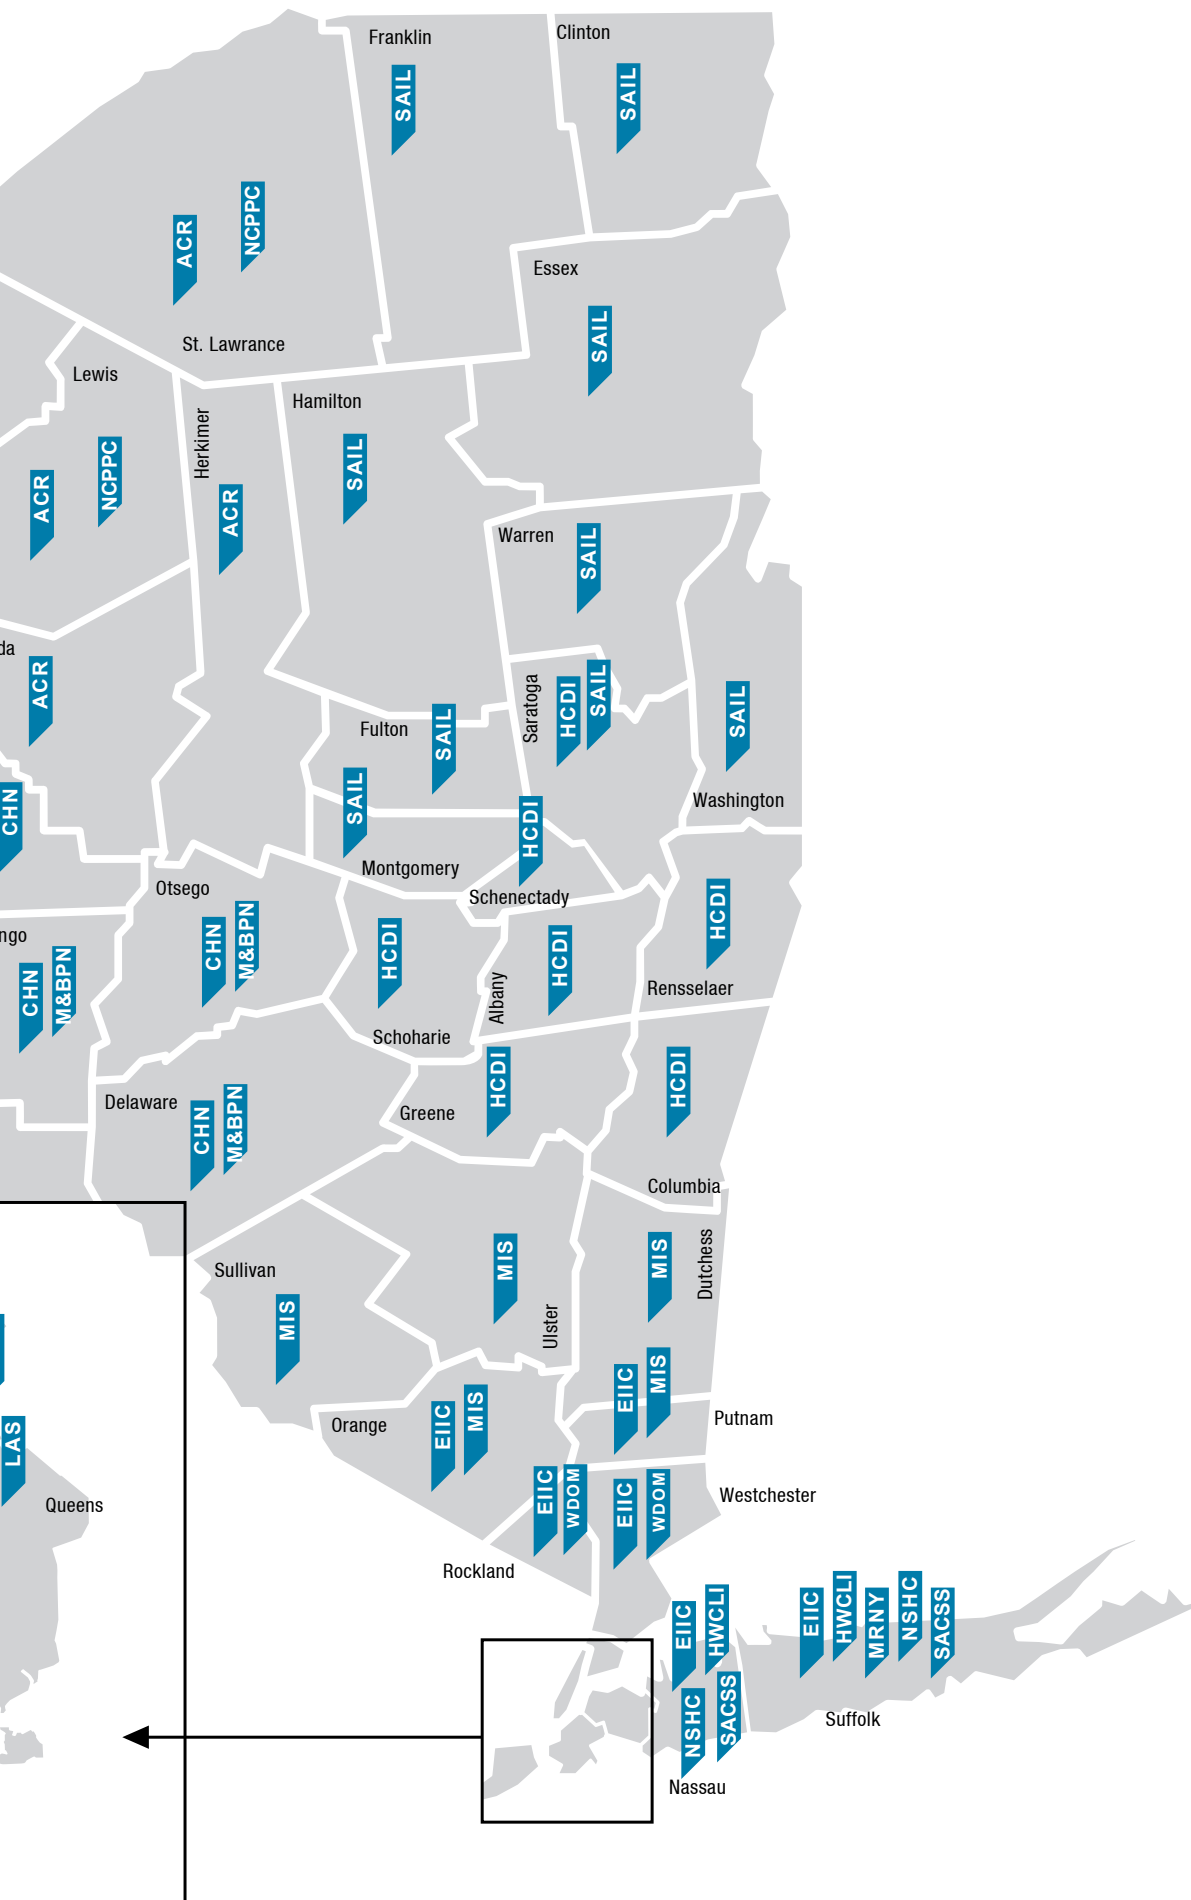 Franklin
Clinton
SAIL
SAIL
ACR
NCPPC
St. Lawrance
Essex
SAIL
Lewis
ACR
NCPPC
Herkimer
ACR
Hamilton
SAIL
Warren
SAIL
da
ACR
CHN
Fulton
SAIL
SAIL
Saratoga
HCDI
SAIL
SAIL
Washington
Montgomery
HCDI
Schenectady
Otsego
CHN
M&BPN
ngo
CHN
M&BPN
HCDI
Schoharie
Albany
HCDI
HCDI
Rensselaer
Delaware
CHN
M&BPN
Greene
HCDI
HCDI
Columbia
Sullivan
MIS
MIS
Ulster
MIS
Dutchess
Orange
EIIC
MIS
EIIC
MIS
Putnam
EIIC
WDOM
Rockland
EIIC
WDOM
Westchester
LAS
Queens
EIIC
HWCLI
NSHC
SACSS
Nassau
EIIC
HWCLI
MRNY
NSHC
SACSS
Suffolk